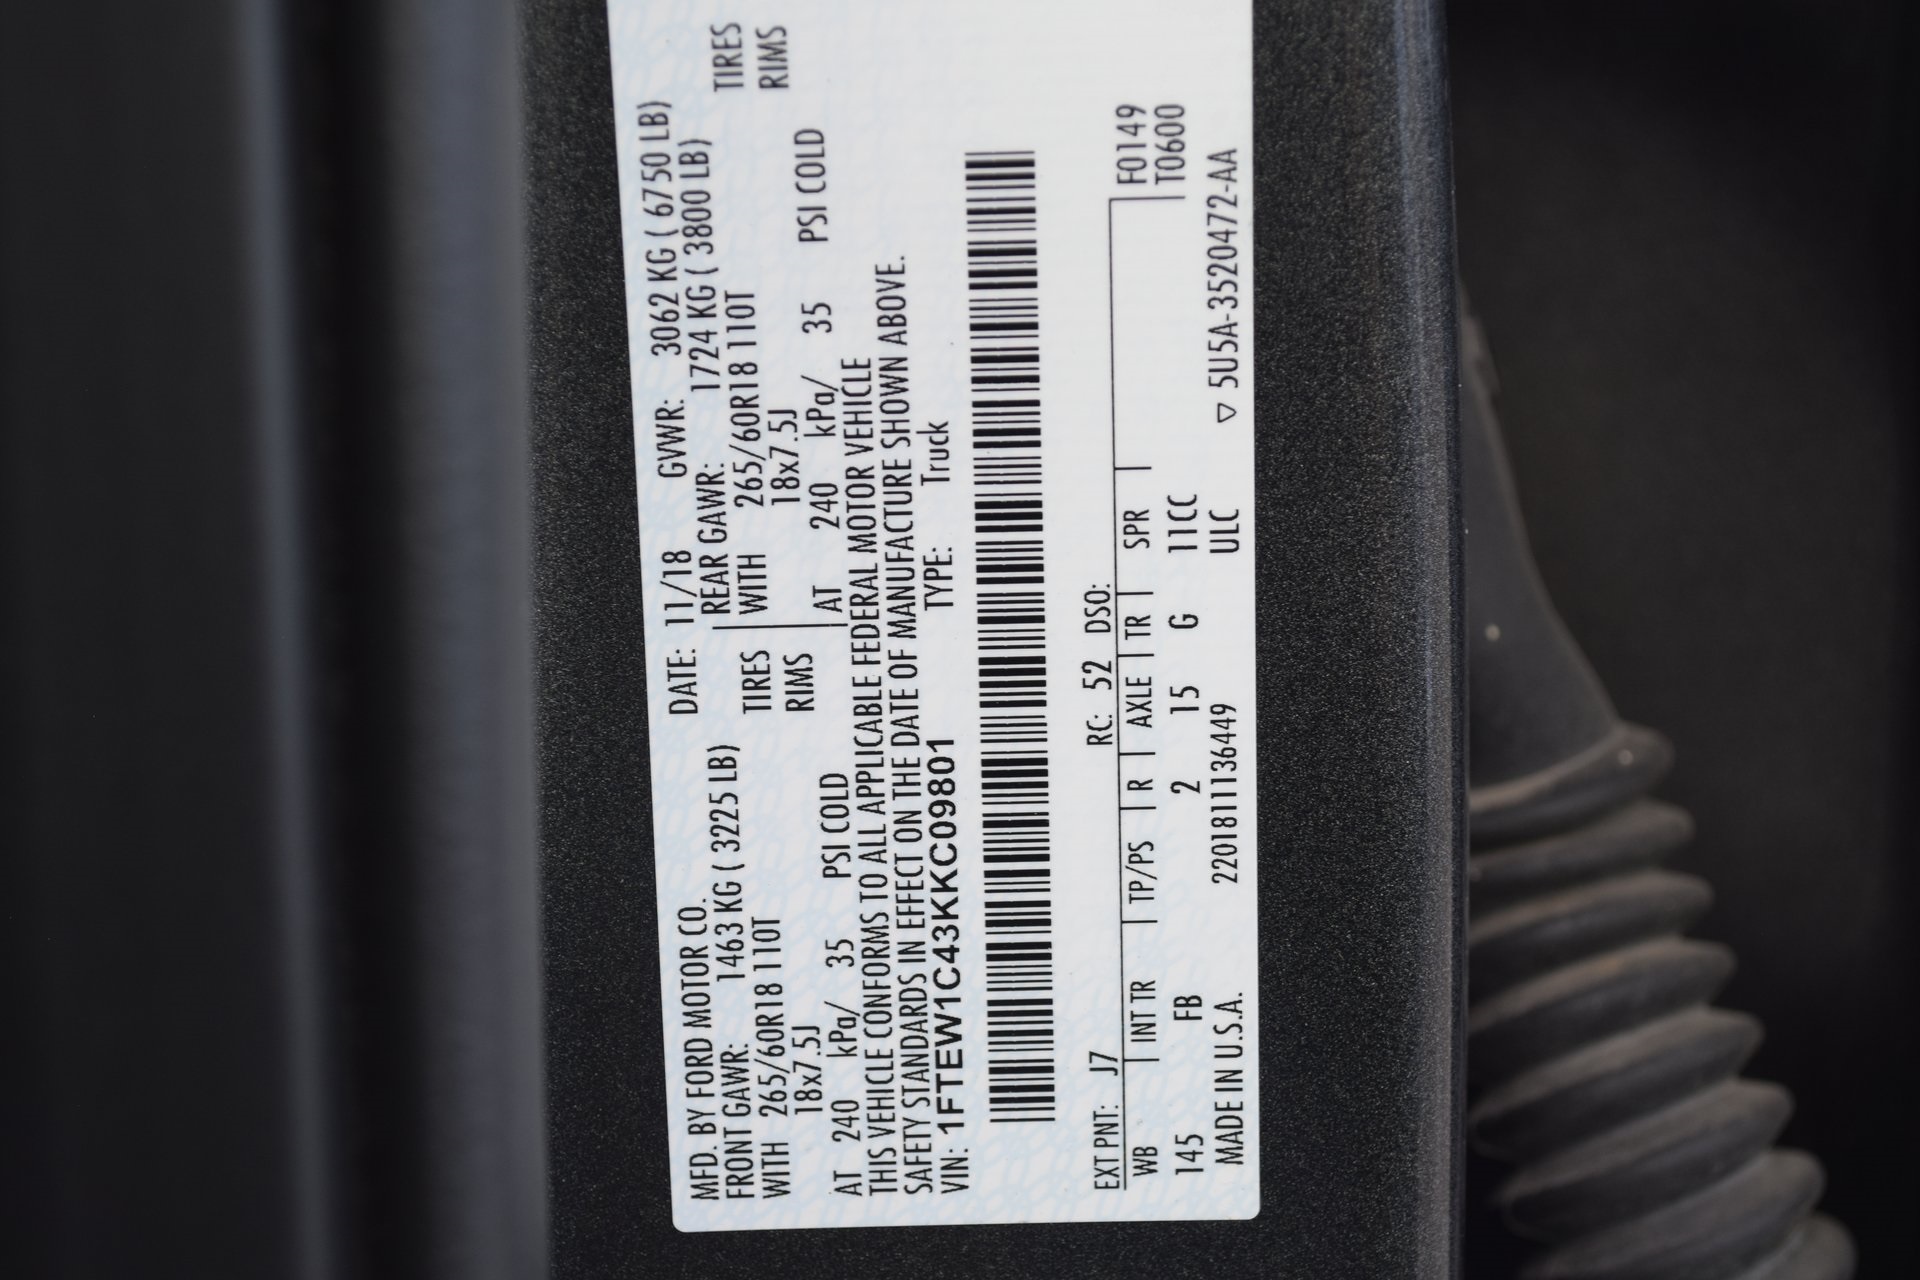 MFD. BY FORD MOTOR CO. DATE: 11/18 GVWR: 3062 KG ( 6750 LB)
FRONT GAWR: 1463 KG ( 3225 LB) REAR GAWR: 1724 KG ( 3800 LB)
WITH 265/60R18 110T TIRES WITH 265/60R18 110T TIRES
18x7.5J RIMS 18x7.5J RIMS
AT 240 kPa/ 35 PSI COLD AT 240 kPa/ 35 PSI COLD
THIS VEHICLE CONFORMS TO ALL APPLICABLE FEDERAL MOTOR VEHICLE
SAFETY STANDARDS IN EFFECT ON THE DATE OF MANUFACTURE SHOWN ABOVE.
VIN: 1FTEW1C43KKC09801 TYPE: Truck
EXT PNT: J7 RC: 52 DSO: F0149
WB INT TR TP/PS R AXLE TR SPR T0600
145 FB 2 15 G 11CC
MADE IN U.S.A. 2201811136449 ULC ▽ 5U5A-3520472-AA